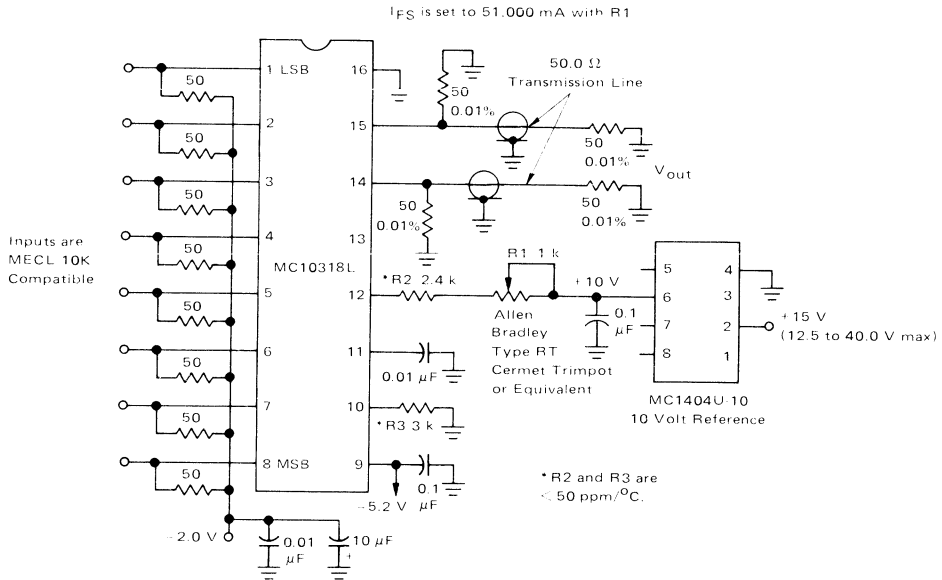 IFS is set to 51.000 mA with R1
1 LSB
16
50
50.0 Ω
Transmission Line
50
0.01%
2
15
50
50
0.01%
Vout
3
14
50
50
0.01%
50
0.01%
4
13
50
Inputs are
MECL 10K
Compatible
MC10318L
*R2 2.4 k
R1 1 k
+10 V
5
12
50
5
4
6
3
7
2
8
1
0.1
μF
+15 V
(12.5 to 40.0 V max)
Allen
Bradley
Type RT
Cermet Trimpot
or Equivalent
MC1404U-10
10 Volt Reference
6
11
50
0.01 μF
7
10
50
*R3 3 k
8 MSB
9
50
-5.2 V
0.1
μF
*R2 and R3 are
<50 ppm/°C.
-2.0 V
0.01
μF
10 μF
+